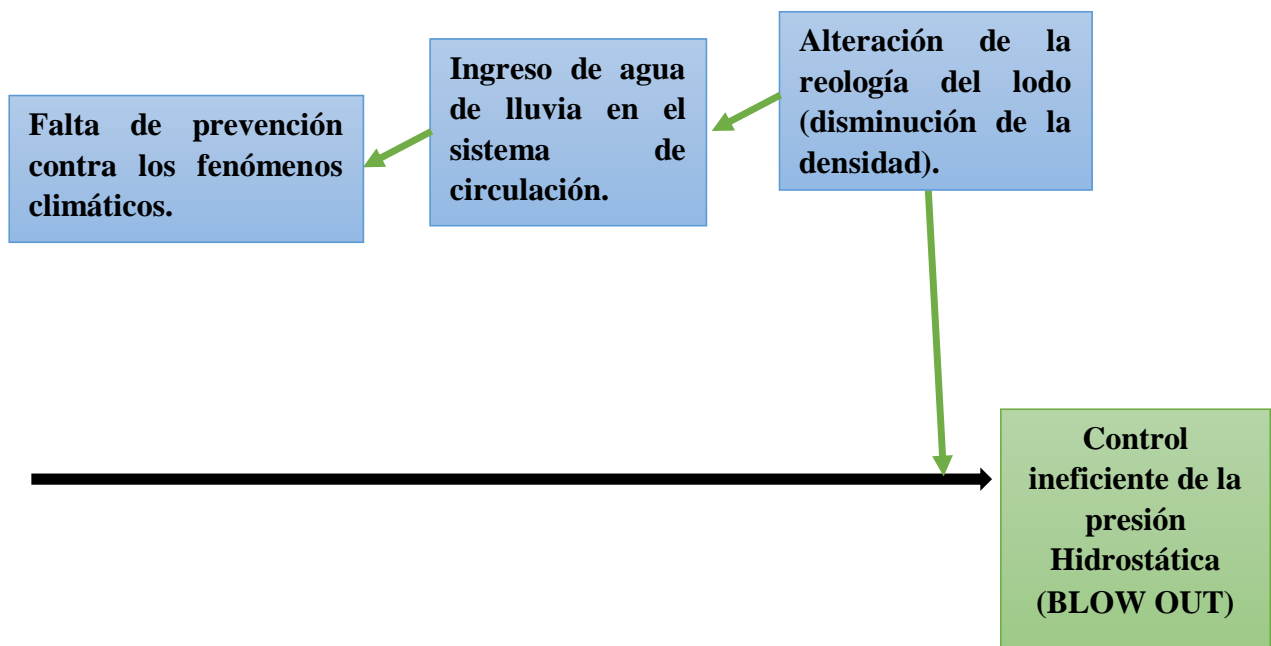 Falta de prevención
contra los fenómenos
climáticos.
Ingreso de agua
de lluvia en el
sistema de
circulación.
Alteración de la
reología del lodo
(disminución de la
densidad).
Control
ineficiente de la
presión
Hidrostática
(BLOW OUT)